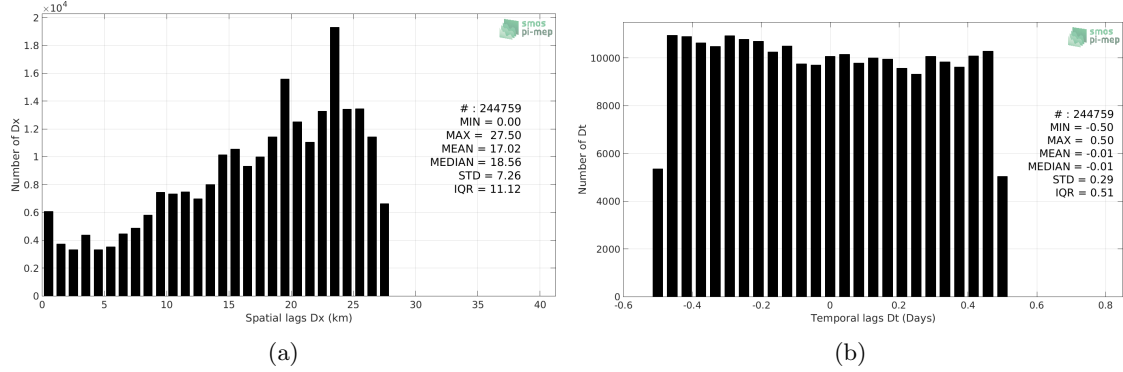 ×10⁴
2
1.8
1.6
1.4
1.2
1
0.8
0.6
0.4
0.2
0
Number of Dx
0 5 10 15 20 25 30 35 40
Spatial lags Dx (km)
smos
pi-mep
# : 244759
MIN = 0.00
MAX = 27.50
MEAN = 17.02
MEDIAN = 18.56
STD = 7.26
IQR = 11.12
(a)
10000
8000
6000
4000
2000
0
Number of Dt
-0.6 -0.4 -0.2 0 0.2 0.4 0.6 0.8
Temporal lags Dt (Days)
smos
pi-mep
# : 244759
MIN = -0.50
MAX = 0.50
MEAN = -0.01
MEDIAN = -0.01
STD = 0.29
IQR = 0.51
(b)